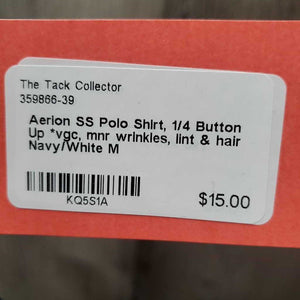 The Tack Collector
359866-39
Aerion SS Polo Shirt, 1/4 Button
Up *vgc, mnr wrinkles, lint & hair
Navy/White M
KQ5S1A
$15.00